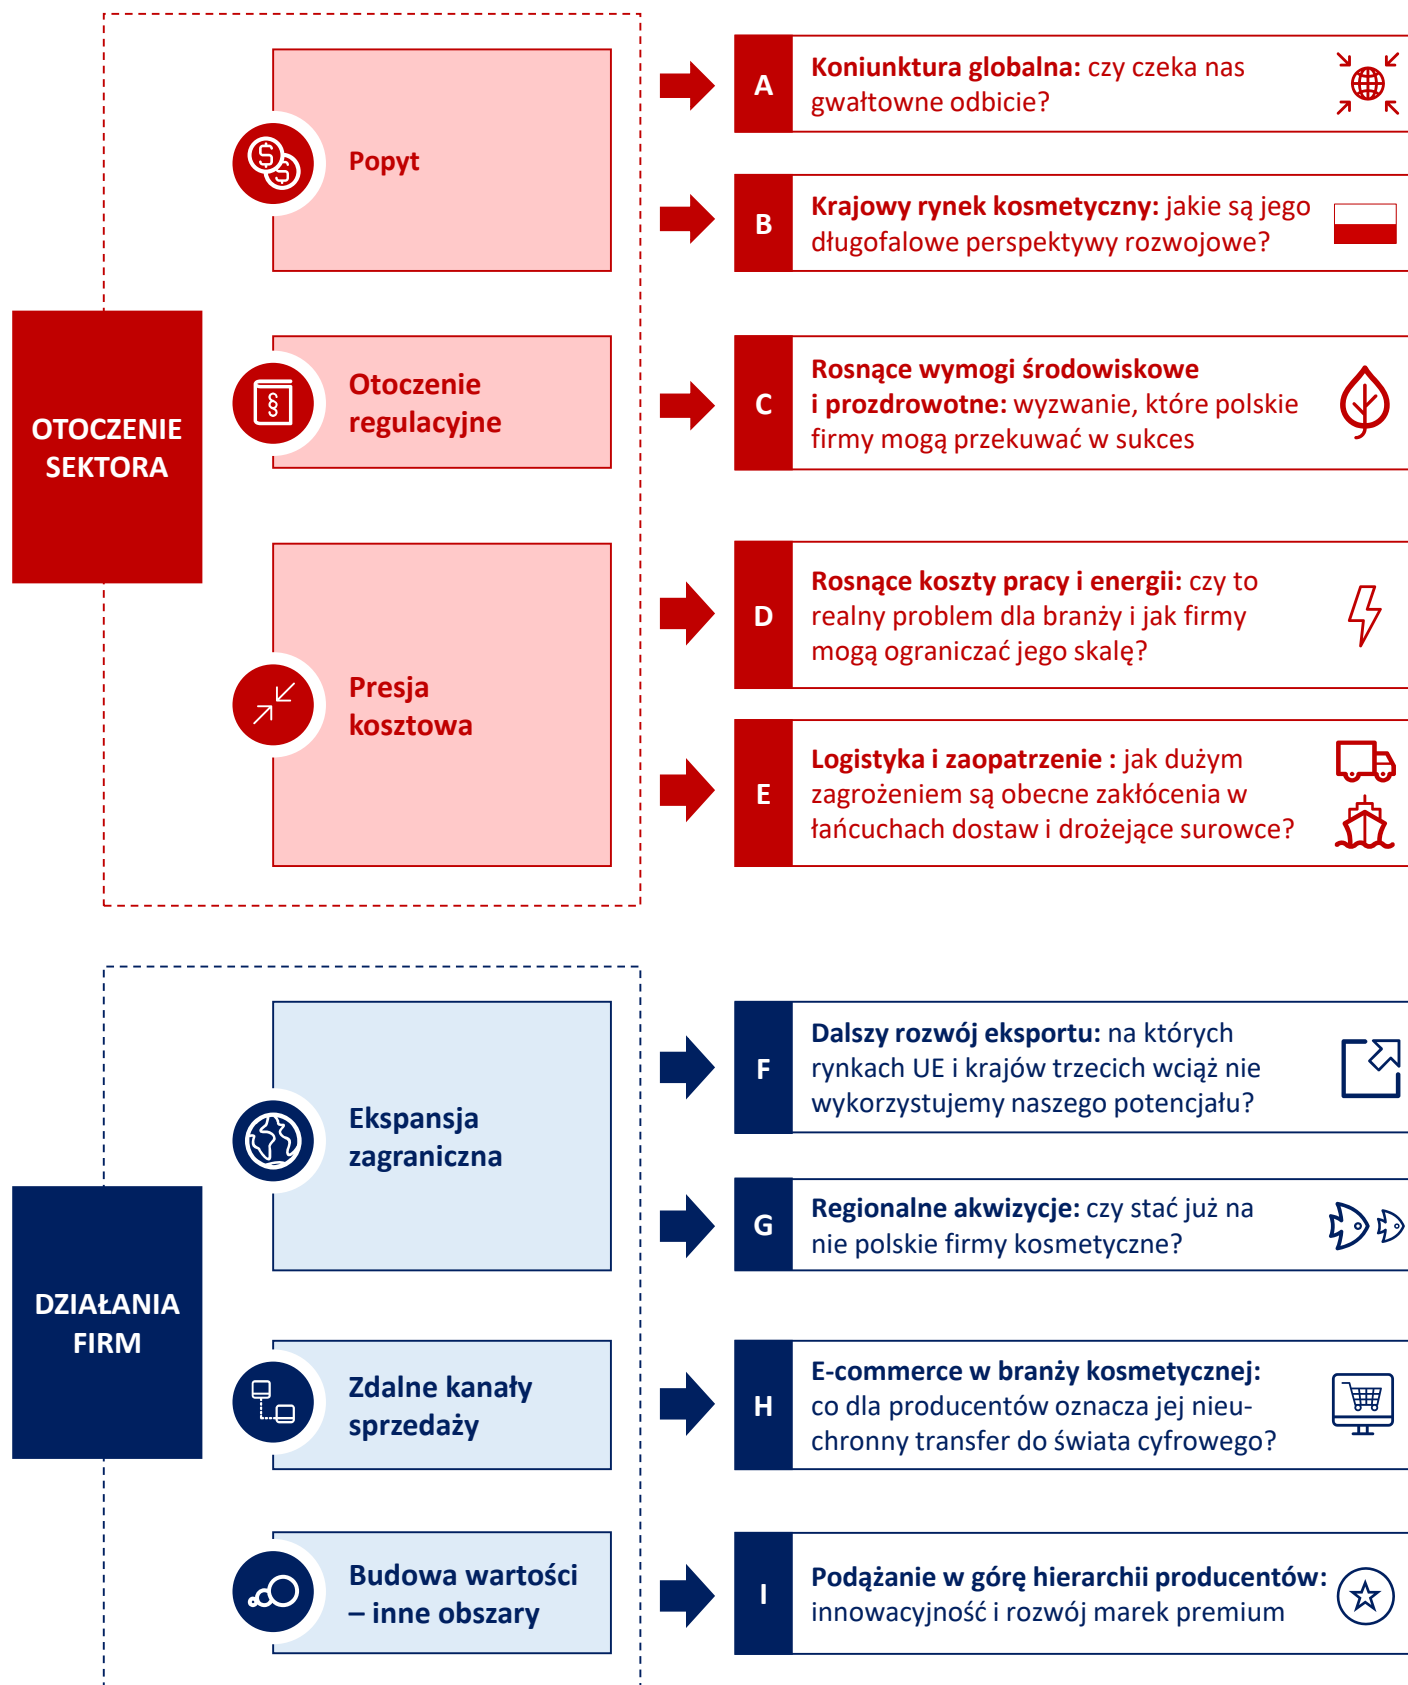 OTOCZENIE
SEKTORA
Popyt
A
Koniunktura globalna: czy czeka nas
gwałtowne odbicie?
B
Krajowy rynek kosmetyczny: jakie są jego
długofalowe perspektywy rozwojowe?
§
Otoczenie
regulacyjne
C
Rosnące wymogi środowiskowe
i prozdrowotne: wyzwanie, które polskie
firmy mogą przekuwać w sukces
Presja
kosztowa
D
Rosnące koszty pracy i energii: czy to
realny problem dla branży i jak firmy
mogą ograniczać jego skalę?
E
Logistyka i zaopatrzenie : jak dużym
zagrożeniem są obecne zakłócenia w
łańcuchach dostaw i drożejące surowce?
DZIAŁANIA
FIRM
Ekspansja
zagraniczna
F
Dalszy rozwój eksportu: na których
rynkach UE i krajów trzecich wciąż nie
wykorzystujemy naszego potencjału?
G
Regionalne akwizycje: czy stać już na
nie polskie firmy kosmetyczne?
Zdalne kanały
sprzedaży
H
E-commerce w branży kosmetycznej:
co dla producentów oznacza jej nieu-
chronny transfer do świata cyfrowego?
Budowa wartości
– inne obszary
I
Podążanie w górę hierarchii producentów:
innowacyjność i rozwój marek premium